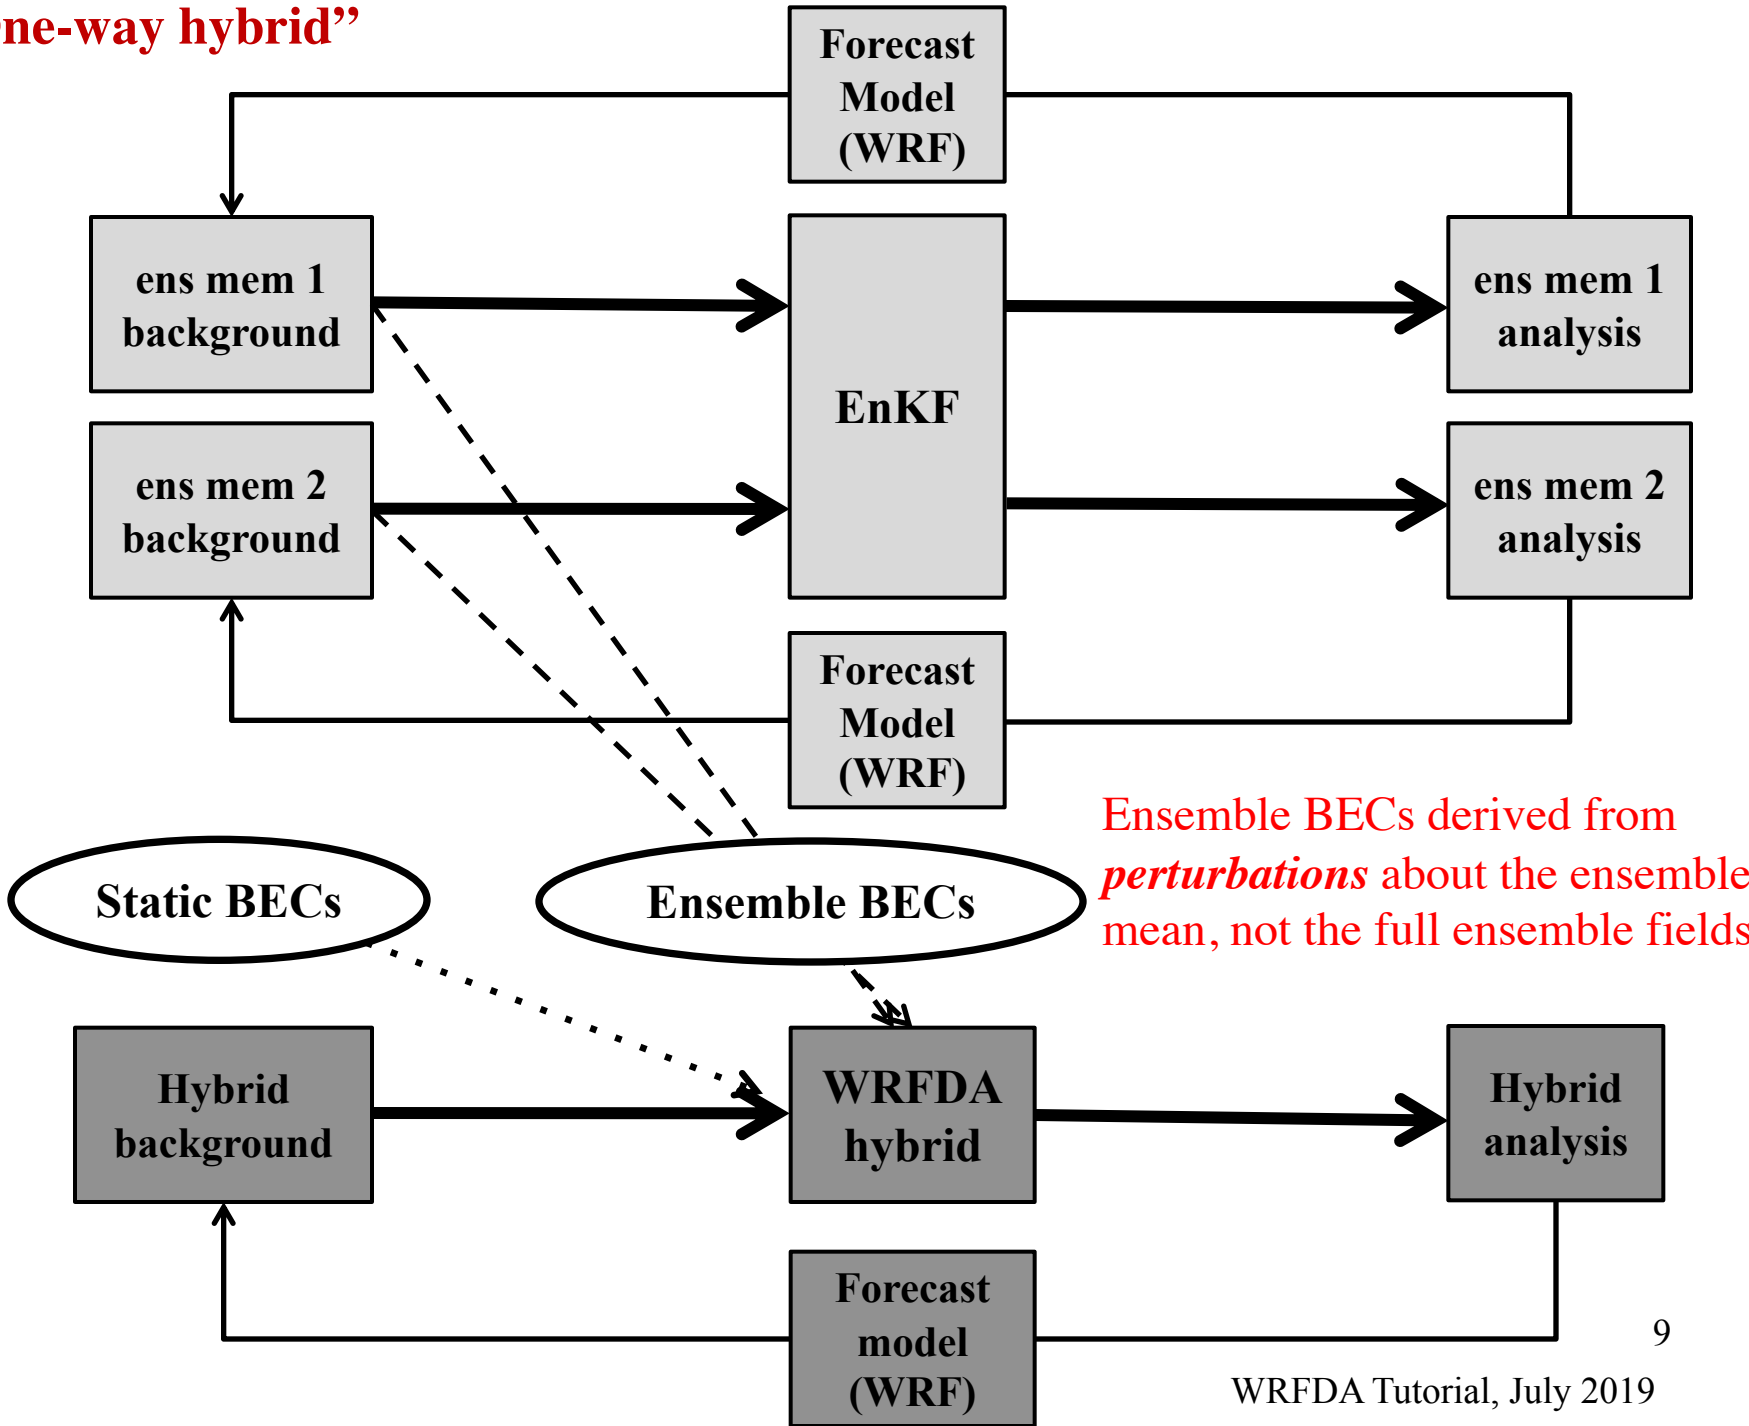 ne-way hybrid”
Forecast
Model
(WRF)
ens mem 1
background
EnKF
ens mem 1
analysis
ens mem 2
background
ens mem 2
analysis
Forecast
Model
(WRF)
Ensemble BECs derived from
perturbations about the ensemble
mean, not the full ensemble fields
Static BECs
Ensemble BECs
Hybrid
background
WRFDA
hybrid
Hybrid
analysis
Forecast
model
(WRF)
9
WRFDA Tutorial, July 2019